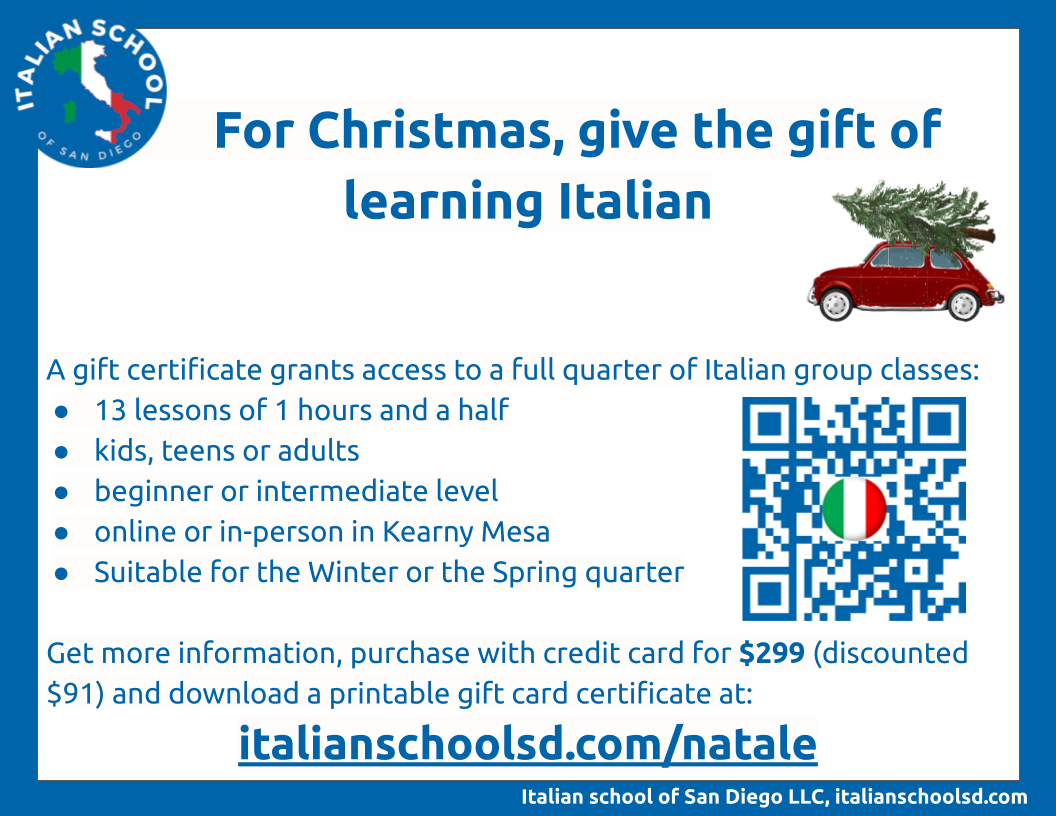 ITALIAN SCHOOL
OF SAN DIEGO
For Christmas, give the gift of
learning Italian
A gift certificate grants access to a full quarter of Italian group classes:
● 13 lessons of 1 hours and a half
● kids, teens or adults
● beginner or intermediate level
● online or in-person in Kearny Mesa
● Suitable for the Winter or the Spring quarter
Get more information, purchase with credit card for $299 (discounted
$91) and download a printable gift card certificate at:
italianschoolsd.com/natale
Italian school of San Diego LLC, italianschoolsd.com